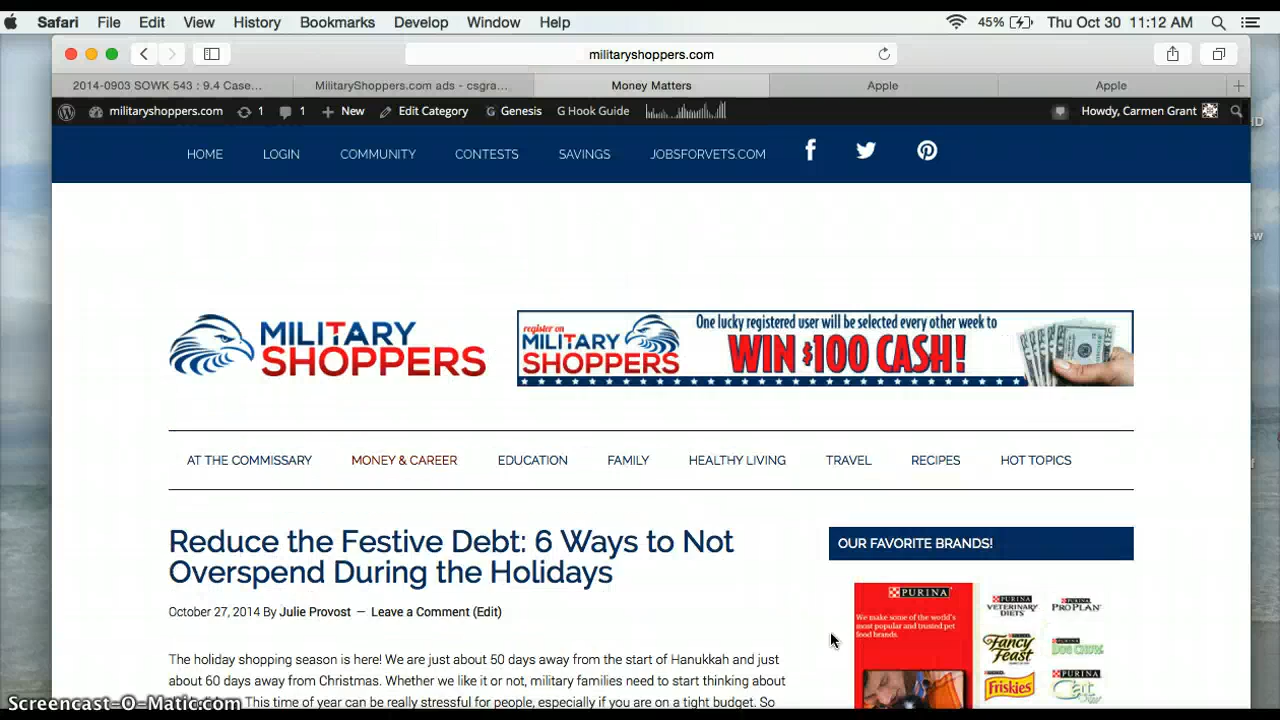 Safari File Edit View History Bookmarks Develop Window Help 45% Thu Oct 30 11:12 AM
militaryshoppers.com
2014-0903 SOWK 543 : 9.4 Case... MilitaryShoppers.com ads - csgra... Money Matters Apple Apple +
militaryshoppers.com 1 1 + New Edit Category G Genesis G Hook Guide Howdy, Carmen Grant
HOME LOGIN COMMUNITY CONTESTS SAVINGS JOBSFORVETS.COM
MILITARY SHOPPERS
register on MILITARY SHOPPERS
One lucky registered user will be selected every other week to
WIN $100 CASH!
AT THE COMMISSARY MONEY & CAREER EDUCATION FAMILY HEALTHY LIVING TRAVEL RECIPES HOT TOPICS
Reduce the Festive Debt: 6 Ways to Not
Overspend During the Holidays
October 27, 2014 By Julie Provost — Leave a Comment (Edit)
The holiday shopping season is here! We are just about 50 days away from the start of Hanukkah and just
about 60 days away from Christmas. Whether we like it or not, military families need to start thinking about
This time of year can be really stressful for people, especially if you are on a tight budget. So
OUR FAVORITE BRANDS!
PURINA
We make some of the world's
most popular and trusted pet
food brands.
PURINA
VETERINARY
DIETS
PURINA
PRO PLAN
Fancy
Feast
DOG CHOW
PURINA
Friskies
PURINA
Cat
Screencast-O-Matic.com